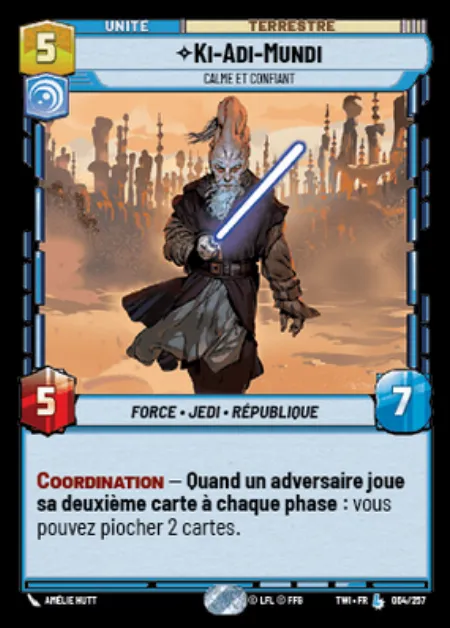 5
UNITÉ
TERRESTRE
✧KI-ADI-MUNDI
CALME ET CONFIANT
5
FORCE • JEDI • RÉPUBLIQUE
7
COORDINATION – Quand un adversaire joue
sa deuxième carte à chaque phase : vous
pouvez piocher 2 cartes.
AMÉLIE HUTT
© LFL © FFG
TWI • FR
L
004/257